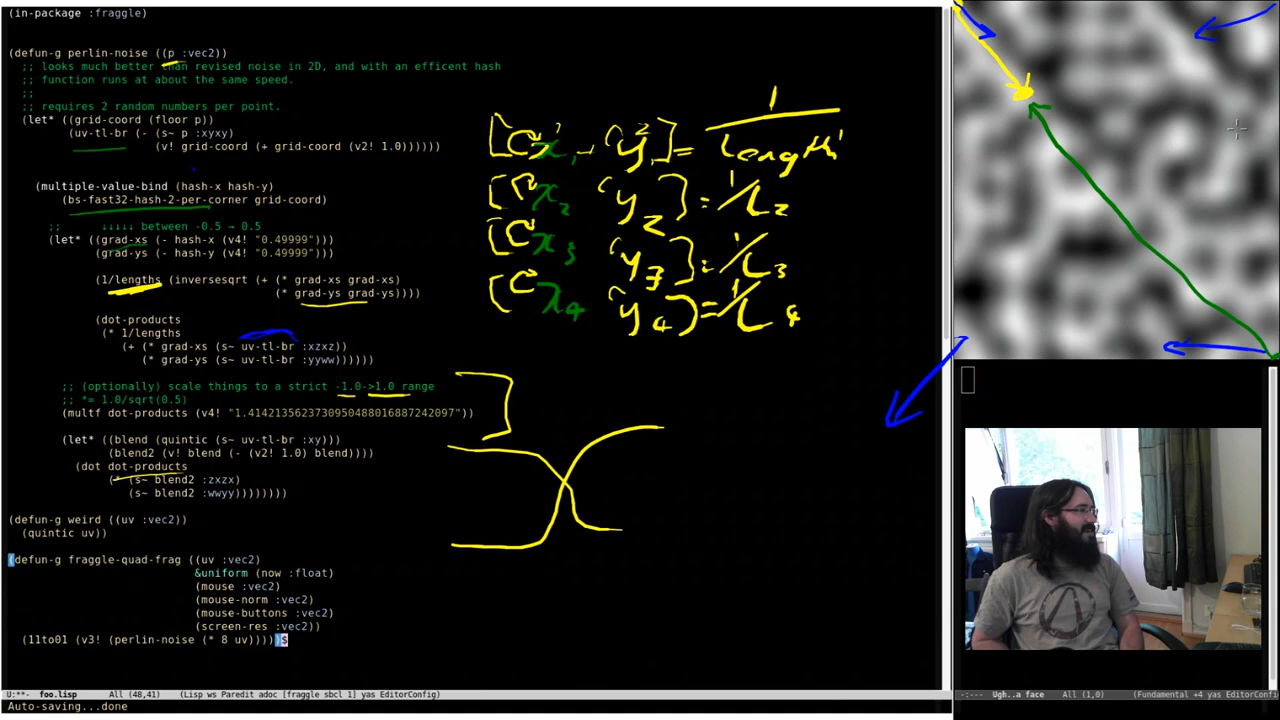 (in-package :fraggle)
(defun-g perlin-noise ((p :vec2))
;; looks much better than revised noise in 2D, and with an efficent hash
;; function runs at about the same speed.
;;
;; requires 2 random numbers per point.
(let* ((grid-coord (floor p))
(uv-tl-br (- (s~ p :xyxy)
(v! grid-coord (+ grid-coord (v2! 1.0))))))
(multiple-value-bind (hash-x hash-y)
(bs-fast32-hash-2-per-corner grid-coord)
;; ↓↓↓↓↓ between -0.5 → 0.5
(let* ((grad-xs (- hash-x (v4! "0.49999")))
(grad-ys (- hash-y (v4! "0.49999")))
(1/lengths (inversesqrt (+ (* grad-xs grad-xs)
(* grad-ys grad-ys))))
(dot-products
(* 1/lengths
(+ (* grad-xs (s~ uv-tl-br :xzxz))
(* grad-ys (s~ uv-tl-br :yyww))))))
;; (optionally) scale things to a strict -1.0->1.0 range
;; *= 1.0/sqrt(0.5)
(multf dot-products (v4! "1.4142135623730950488016887242097"))
(let* ((blend (quintic (s~ uv-tl-br :xy)))
(blend2 (v! blend (- (v2! 1.0) blend))))
(dot dot-products
(* (s~ blend2 :zxzx)
(s~ blend2 :wwyy))))))))
(defun-g weird ((uv :vec2))
(quintic uv))
(defun-g fraggle-quad-frag ((uv :vec2)
&uniform (now :float)
(mouse :vec2)
(mouse-norm :vec2)
(mouse-buttons :vec2)
(screen-res :vec2))
(11to01 (v3! (perlin-noise (* 8 uv)))))$
U:**- foo.lisp All (48,41) (Lisp ws Paredit adoc [fraggle sbcl 1] yas EditorConfig)
Auto-saving...done
-:--- Ugh..a face All (1,0) (Fundamental +4 yas EditorConfi